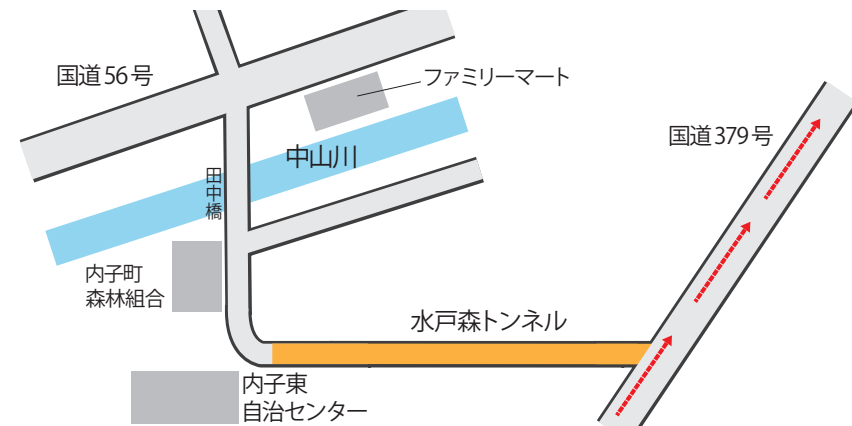 国道56号
ファミリーマート
国道379号
中山川
田中橋
内子町
森林組合
水戸森トンネル
内子東
自治センター